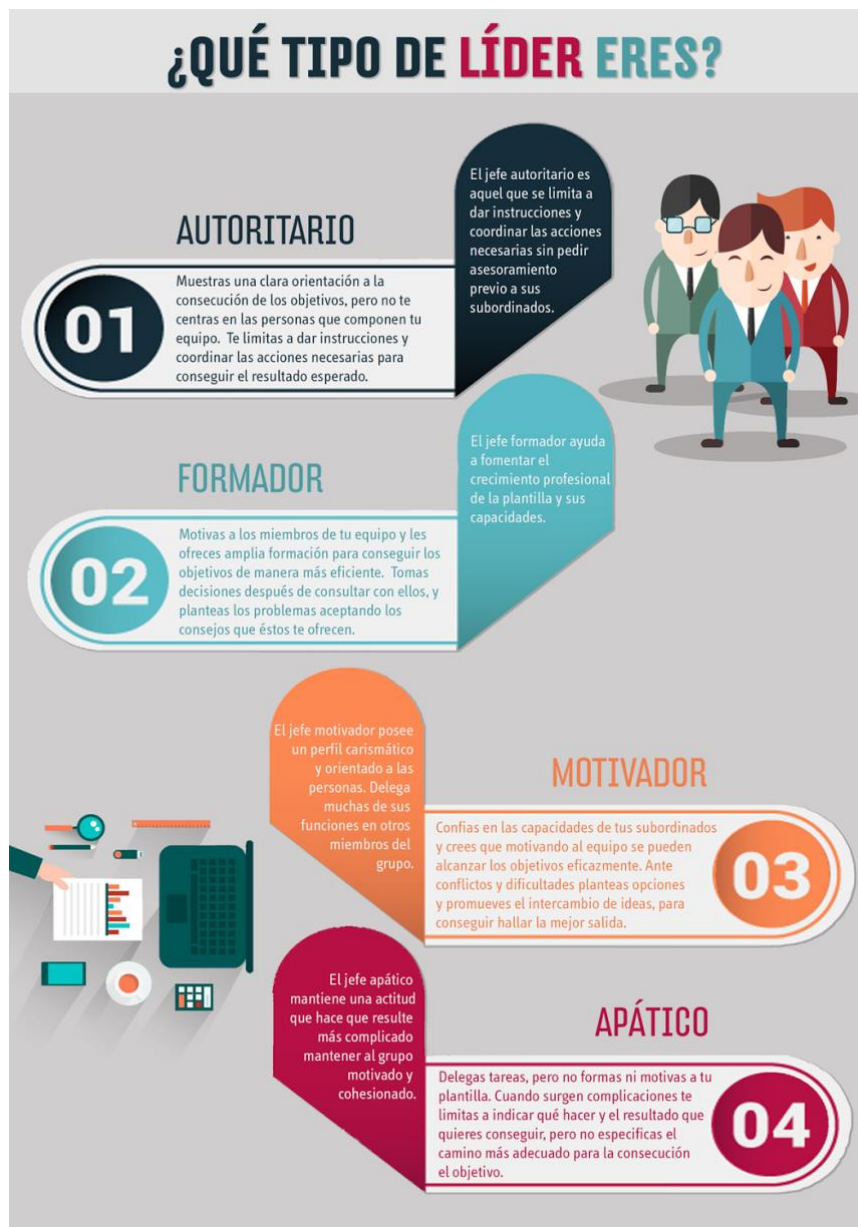 ¿QUÉ TIPO DE LÍDER ERES?
AUTORITARIO
01
Muestras una clara orientación a la
consecución de los objetivos, pero no te
centras en las personas que componen tu
equipo. Te limitas a dar instrucciones y
coordinar las acciones necesarias para
conseguir el resultado esperado.
El jefe autoritario es
aquel que se limita a
dar instrucciones y
coordinar las acciones
necesarias sin pedir
asesoramiento
previo a sus
subordinados.
FORMADOR
02
Motivas a los miembros de tu equipo y les
ofreces amplia formación para conseguir los
objetivos de manera más eficiente. Tomas
decisiones después de consultar con ellos, y
planteas los problemas aceptando los
consejos que éstos te ofrecen.
El jefe formador ayuda
a fomentar el
crecimiento profesional
de la plantilla y sus
capacidades.
El jefe motivador posee
un perfil carismático
y orientado a las
personas. Delega
muchas de sus
funciones en otros
miembros del
grupo.
MOTIVADOR
Confias en las capacidades de tus subordinados
y crees que motivando al equipo se pueden
alcanzar los objetivos eficazmente. Ante
conflictos y dificultades planteas opciones
y promueves el intercambio de ideas, para
conseguir hallar la mejor salida.
03
El jefe apático
mantiene una actitud
que hace que resulte
más complicado
mantener al grupo
motivado y
cohesionado.
APÁTICO
Delegas tareas, pero no formas ni motivas a tu
plantilla. Cuando surgen complicaciones te
limitas a indicar qué hacer y el resultado que
quieres conseguir, pero no especificas el
camino más adecuado para la consecución
el objetivo.
04